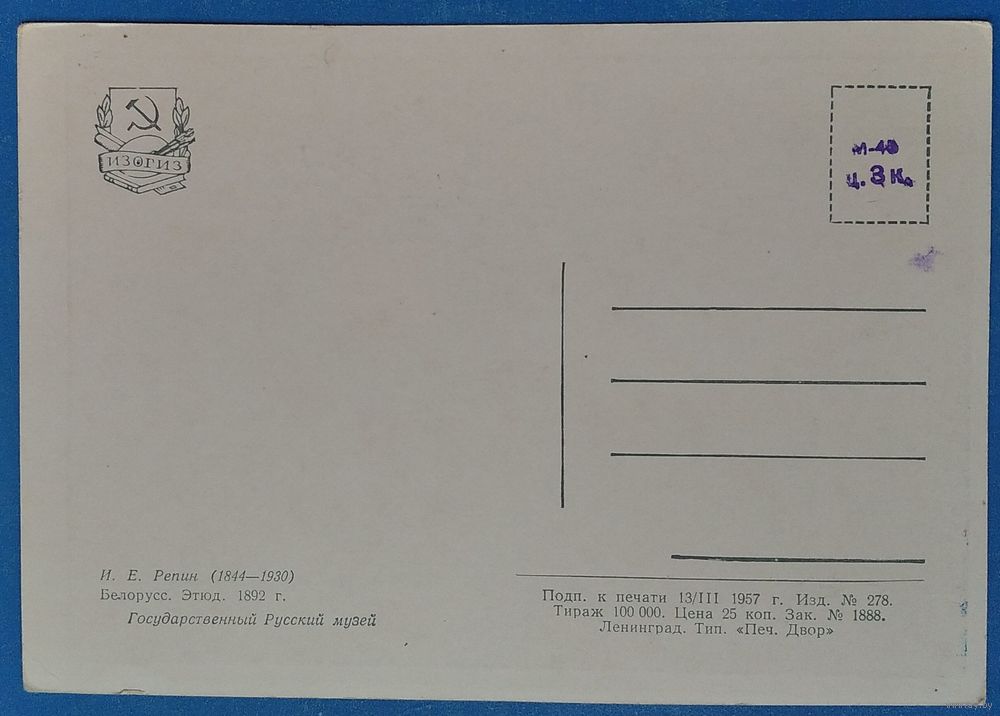 ИЗОГИЗ
м-40
ц. 3 к.
И. Е. Репин (1844—1930)
Белорусс. Этюд. 1892 г.
Государственный Русский музей
Подп. к печати 13/III 1957 г. Изд. № 278.
Тираж 100 000. Цена 25 коп. Зак. № 1888.
Ленинград. Тип. «Печ. Двор»